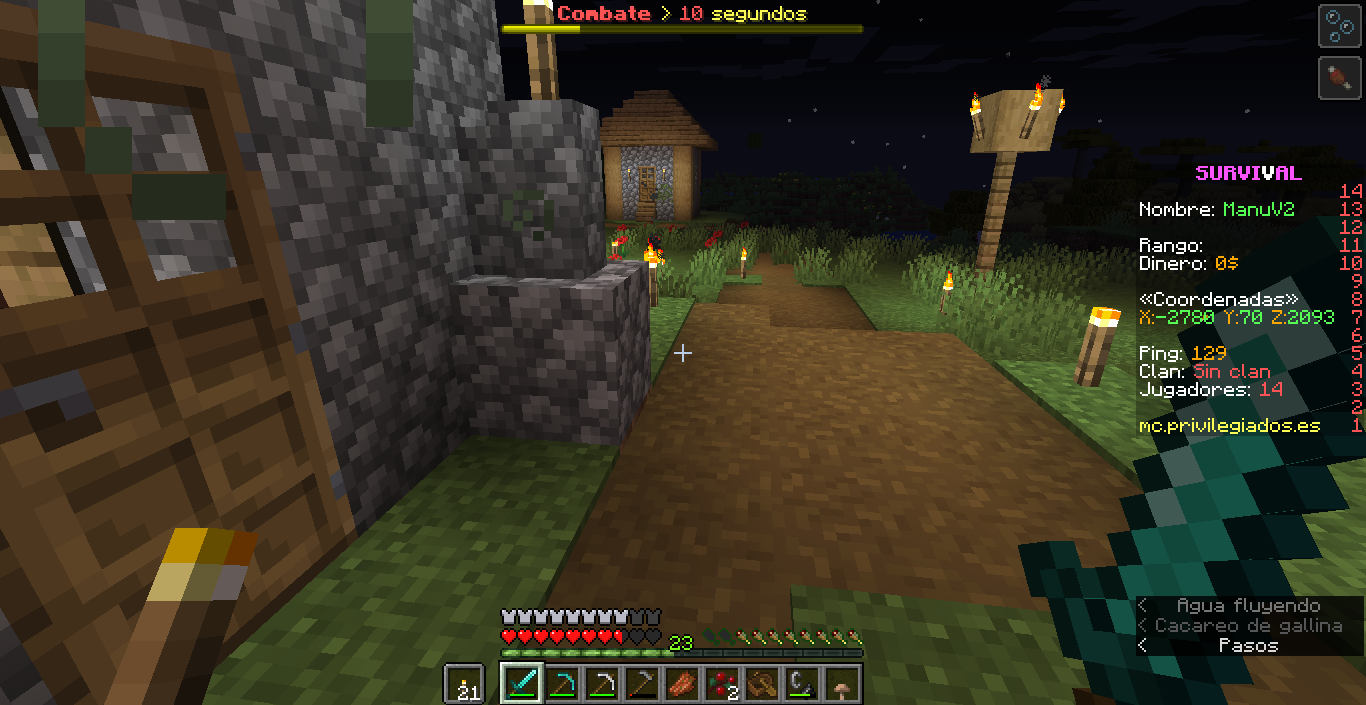 Combate > 10 segundos
SURVIVAL
14
Nombre: ManuV2 13
12
Rango: 11
Dinero: 0$ 10
9
«Coordenadas» 8
X:-2780 Y:70 Z:2093 7
6
Ping: 129 5
Clan: Sin clan 4
Jugadores: 14 3
2
mc.privilegiados.es 1
< Agua fluyendo
< Cacareo de gallina
< Pasos
23
21
2